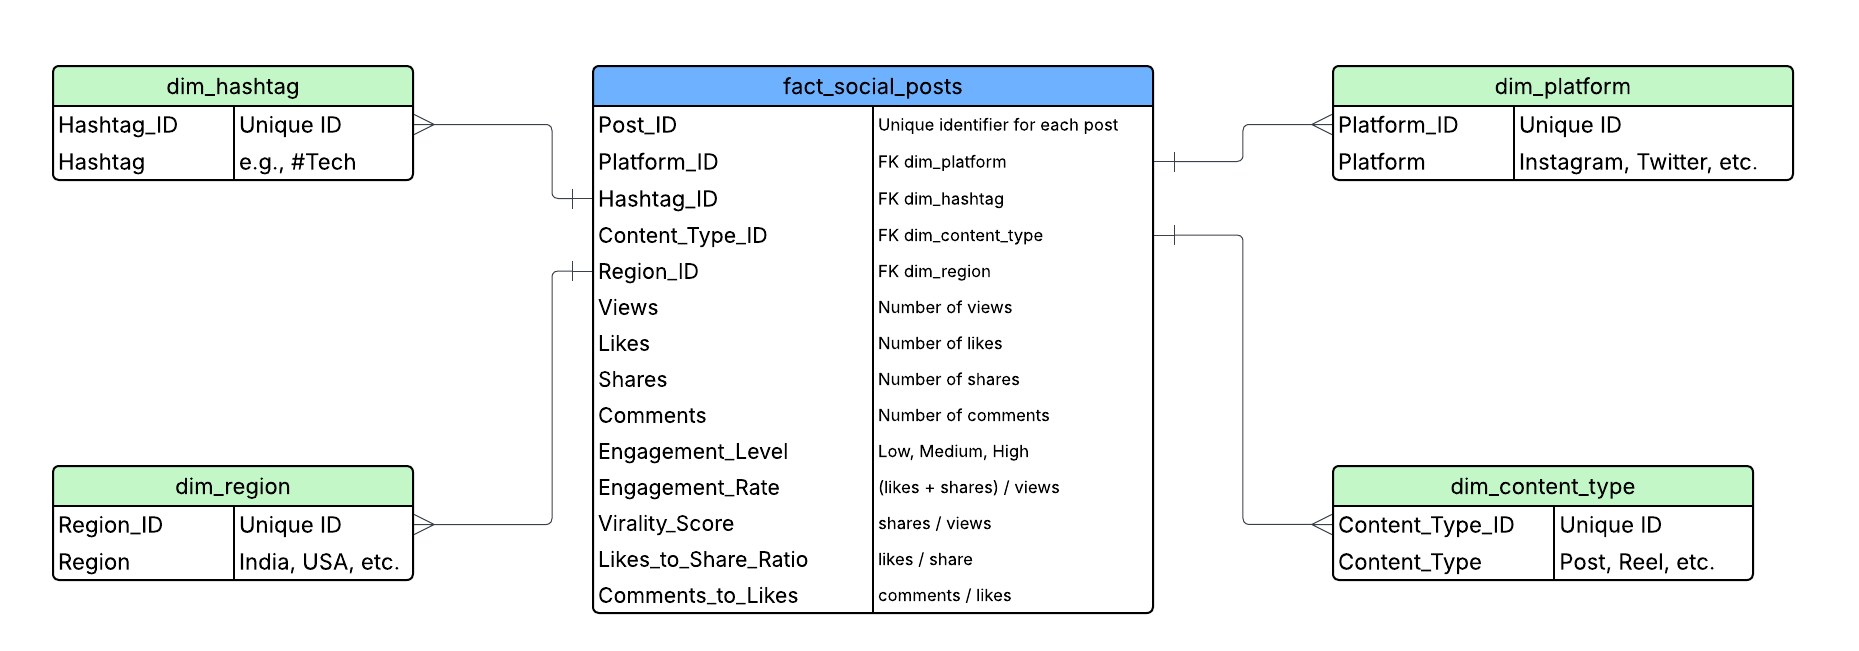 dim_hashtag
Hashtag_ID Unique ID
Hashtag e.g., #Tech
fact_social_posts
Post_ID Unique identifier for each post
Platform_ID FK dim_platform
Hashtag_ID FK dim_hashtag
Content_Type_ID FK dim_content_type
Region_ID FK dim_region
Views Number of views
Likes Number of likes
Shares Number of shares
Comments Number of comments
Engagement_Level Low, Medium, High
Engagement_Rate (likes + shares) / views
Virality_Score shares / views
Likes_to_Share_Ratio likes / share
Comments_to_Likes comments / likes
dim_platform
Platform_ID Unique ID
Platform Instagram, Twitter, etc.
dim_region
Region_ID Unique ID
Region India, USA, etc.
dim_content_type
Content_Type_ID Unique ID
Content_Type Post, Reel, etc.